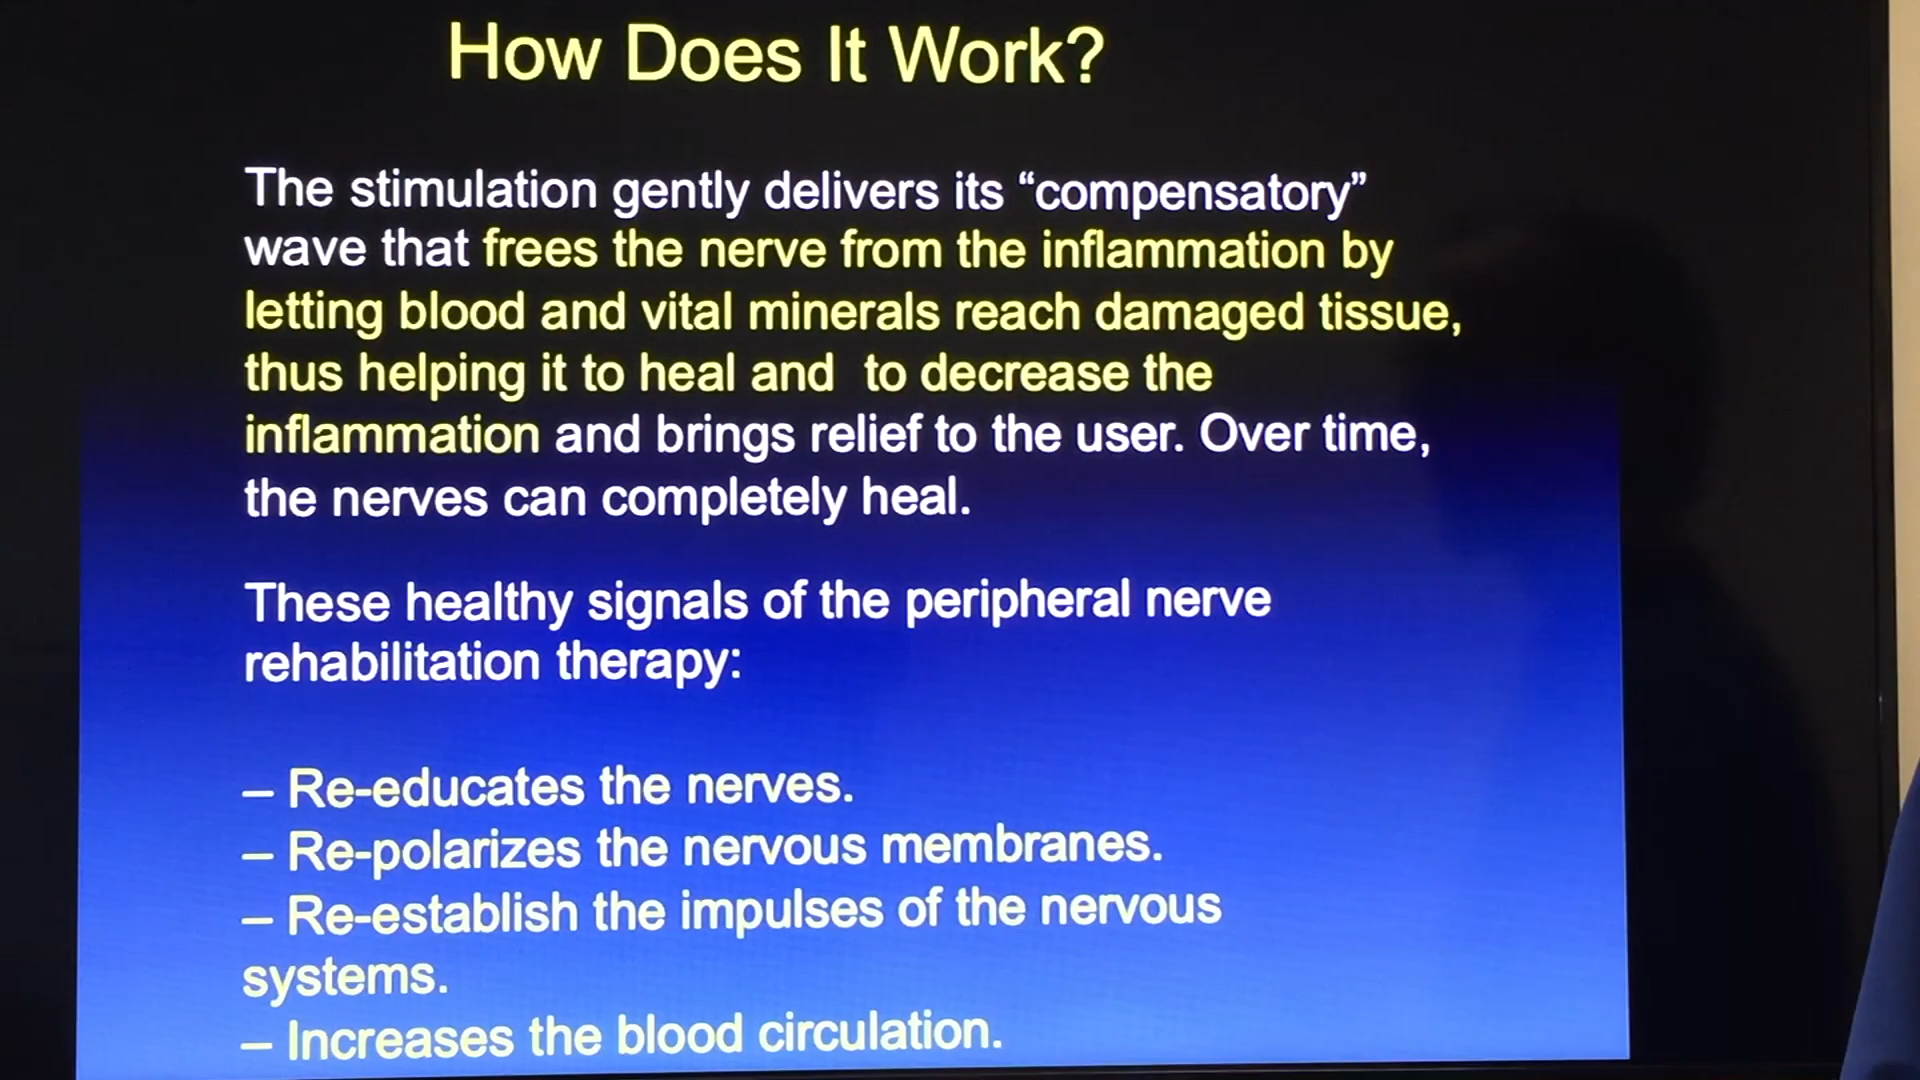 How Does It Work?
The stimulation gently delivers its “compensatory”
wave that frees the nerve from the inflammation by
letting blood and vital minerals reach damaged tissue,
thus helping it to heal and  to decrease the
inflammation and brings relief to the user. Over time,
the nerves can completely heal.
These healthy signals of the peripheral nerve
rehabilitation therapy:
– Re-educates the nerves.
– Re-polarizes the nervous membranes.
– Re-establish the impulses of the nervous
systems.
– Increases the blood circulation.